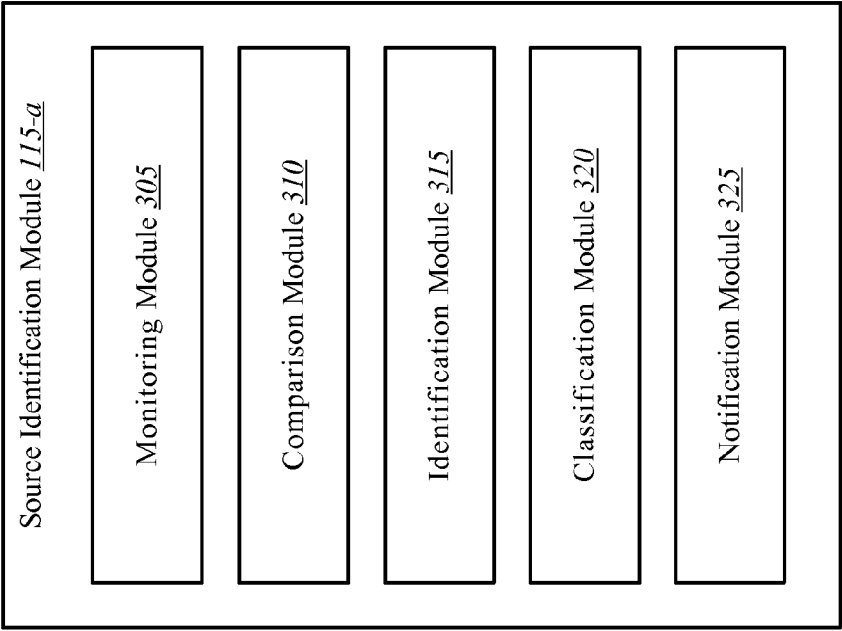 Source Identification Module 115-a
Monitoring Module 305
Comparison Module 310
Identification Module 315
Classification Module 320
Notification Module 325